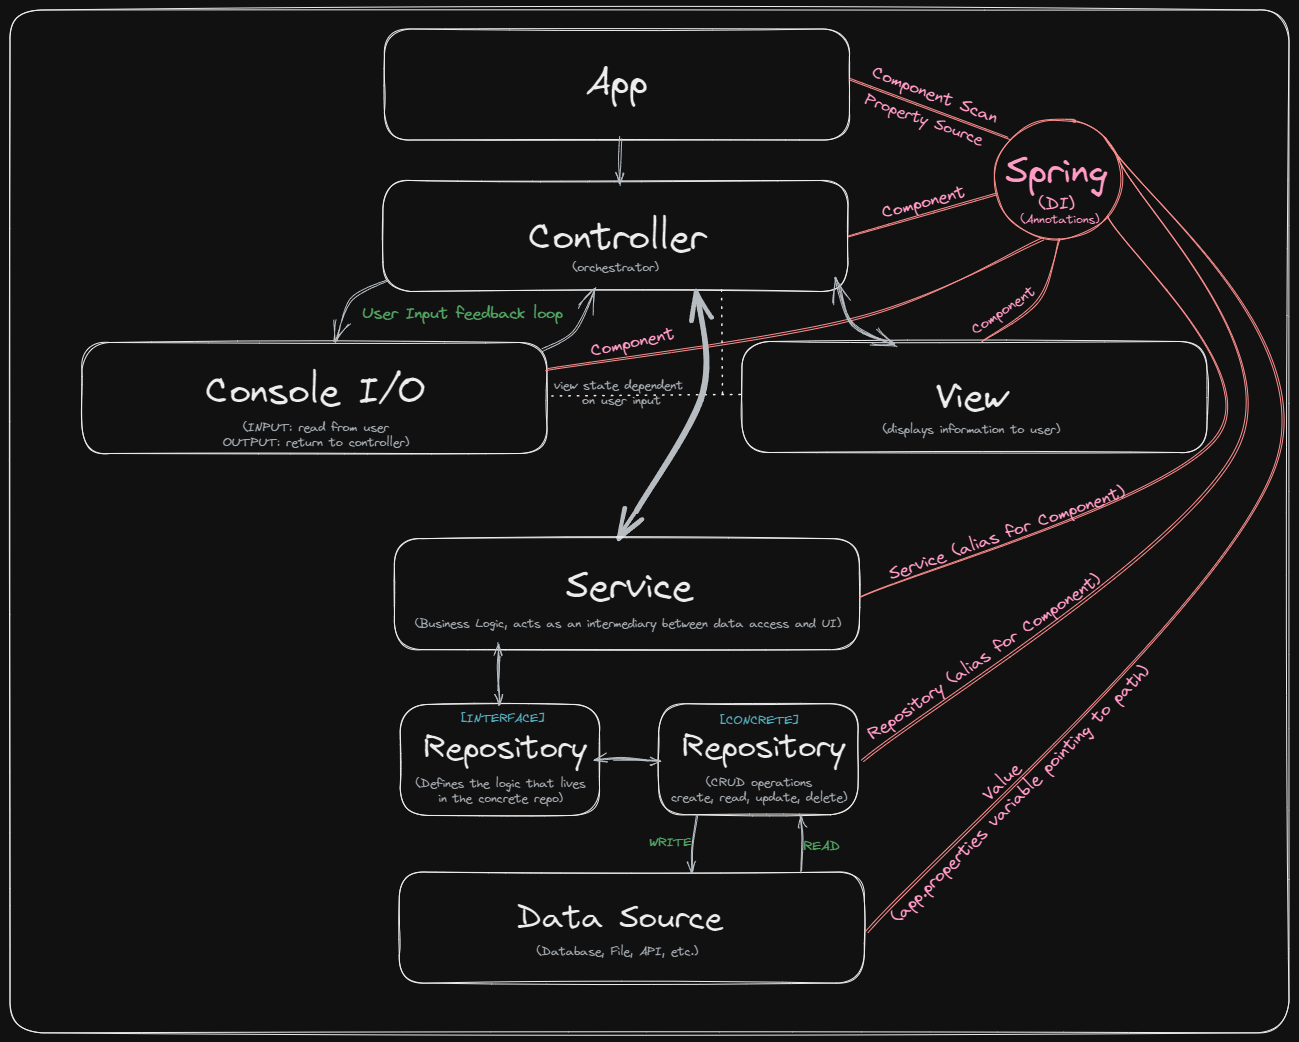 App
Component Scan
Property Source
Spring
(DI)
(Annotations)
Component
Controller
(orchestrator)
User Input feedback loop
Component
Component
Console I/O
(INPUT: read from user
OUTPUT: return to controller)
view state dependent
on user input
View
(displays information to user)
Service (alias for Component)
Service
(Business Logic, acts as an intermediary between data access and UI)
Repository (alias for Component)
[INTERFACE]
Repository
(Defines the logic that lives
in the concrete repo)
[CONCRETE]
Repository
(CRUD operations
create, read, update, delete)
Value
(app.properties variable pointing to path)
WRITE
READ
Data Source
(Database, File, API, etc.)